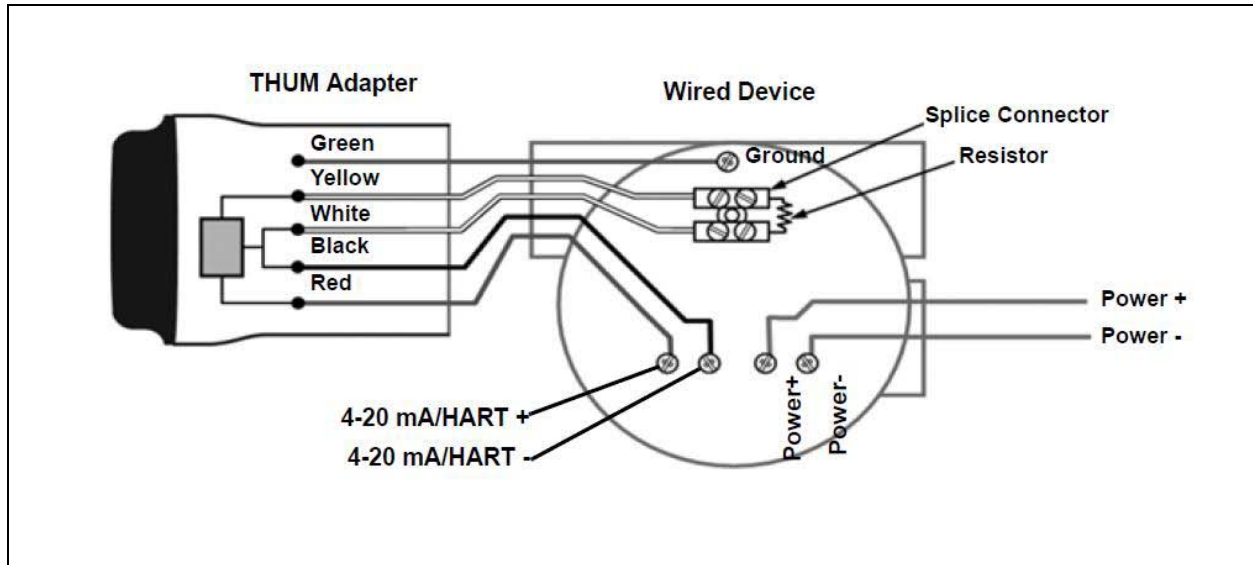 THUM Adapter
Wired Device
Splice Connector
Green
Ground
Resistor
Yellow
White
Black
Red
Power +
Power -
4-20 mA/HART +
4-20 mA/HART -
Power+
Power-